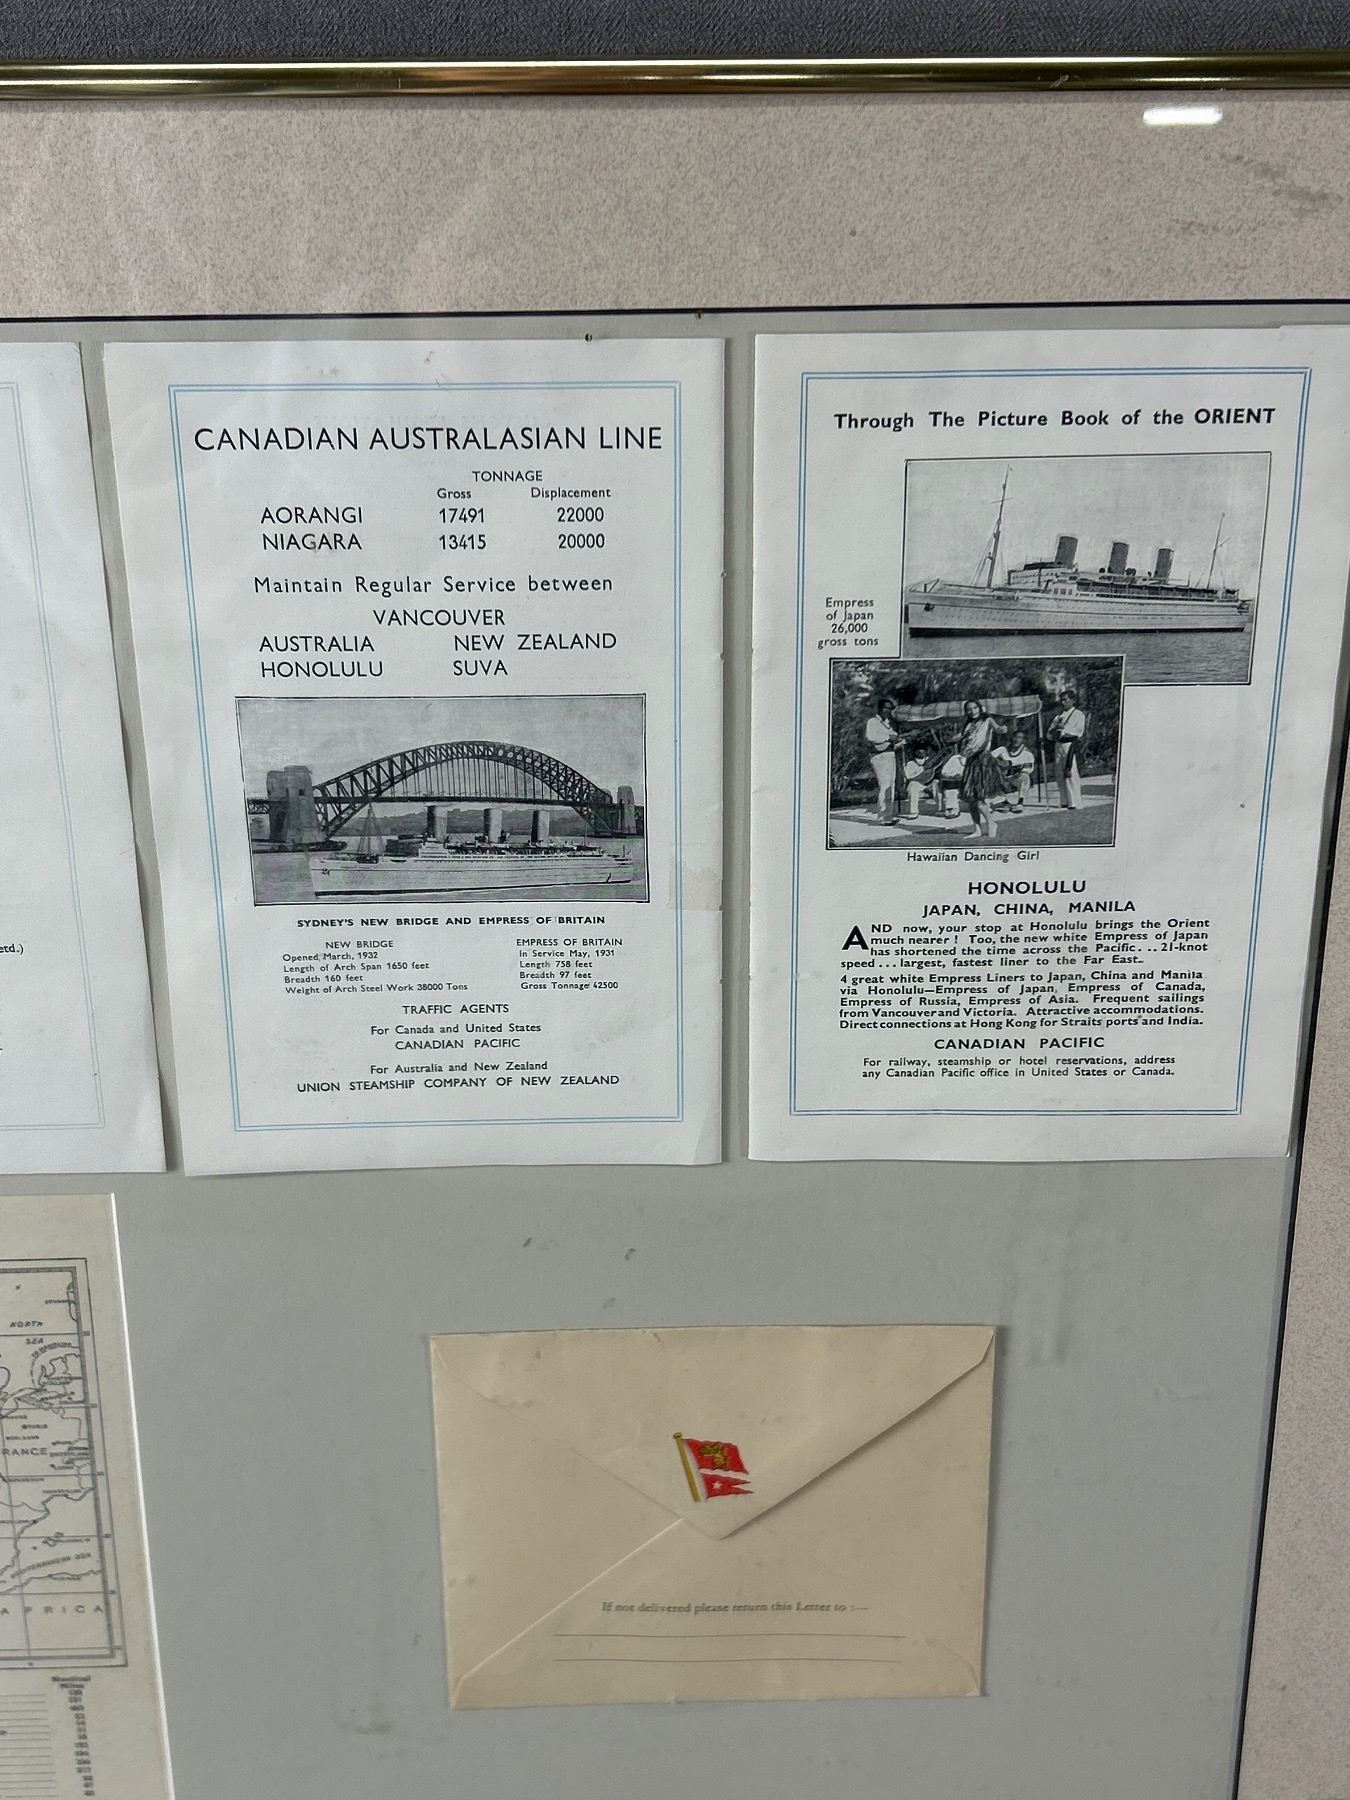 CANADIAN AUSTRALASIAN LINE
TONNAGE
Gross Displacement
AORANGI 17491 22000
NIAGARA 13415 20000
Maintain Regular Service between
VANCOUVER
AUSTRALIA NEW ZEALAND
HONOLULU SUVA
SYDNEY'S NEW BRIDGE AND EMPRESS OF BRITAIN
NEW BRIDGE
Opened, March, 1932
Length of Arch Span 1650 feet
Breadth 160 feet
Weight of Arch Steel Work 38000 Tons
EMPRESS OF BRITAIN
In Service May, 1931
Length 758 feet
Breadth 97 feet
Gross Tonnage 42500
TRAFFIC AGENTS
For Canada and United States
CANADIAN PACIFIC
For Australia and New Zealand
UNION STEAMSHIP COMPANY OF NEW ZEALAND
Through The Picture Book of the ORIENT
Empress
of Japan
26,000
gross tons
Hawaiian Dancing Girl
HONOLULU
JAPAN, CHINA, MANILA
AND now, your stop at Honolulu brings the Orient
much nearer ! Too, the new white Empress of Japan
has shortened the time across the Pacific. .. 21-knot
speed ... largest, fastest liner to the Far East..
4 great white Empress Liners to Japan, China and Manila
via Honolulu—Empress of Japan, Empress of Canada,
Empress of Russia, Empress of Asia. Frequent sailings
from Vancouver and Victoria. Attractive accommodations.
Direct connections at Hong Kong for Straits ports and India.
CANADIAN PACIFIC
For railway, steamship or hotel reservations, address
any Canadian Pacific office in United States or Canada.
etd.)
NORTH
SEA
RANCE
AFRICA
If not delivered please return this Letter to :—